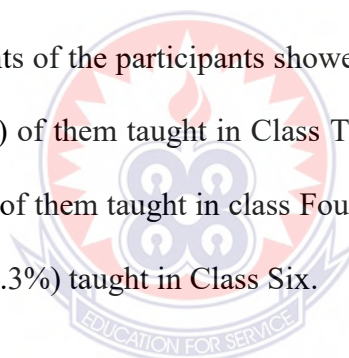 nts of the participants showe
) of them taught in Class T
of them taught in class Fou
.3%) taught in Class Six.
EDUCATION FOR SERVICE